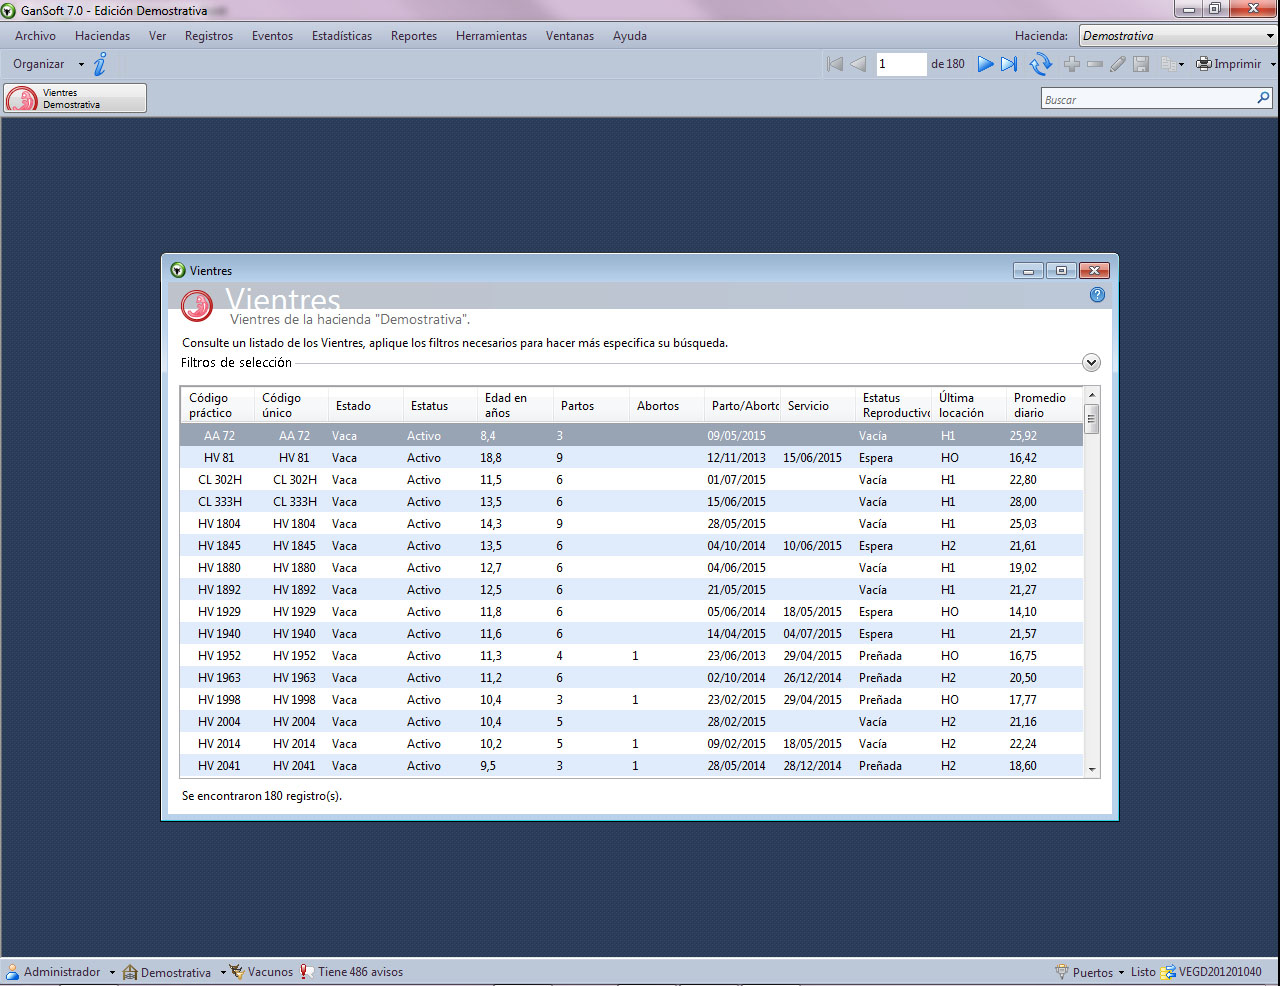 GanSoft 7.0 - Edición Demostrativa
Archivo Haciendas Ver Registros Eventos Estadísticas Reportes Herramientas Ventanas Ayuda Hacienda: Demostrativa
Organizar 1 de 180 Imprimir
Vientres
Demostrativa
Buscar
Vientres
Vientres
Vientres de la hacienda "Demostrativa".
Consulte un listado de los Vientres, aplique los filtros necesarios para hacer más especifica su búsqueda.
Filtros de selección
Código práctico Código único Estado Estatus Edad en años Partos Abortos Parto/Aborto Servicio Estatus Reproductivo Última locación Promedio diario
AA 72 AA 72 Vaca Activo 8,4 3 09/05/2015 Vacía H1 25,92
HV 81 HV 81 Vaca Activo 18,8 9 12/11/2013 15/06/2015 Espera HO 16,42
CL 302H CL 302H Vaca Activo 11,5 6 01/07/2015 Vacía H1 22,80
CL 333H CL 333H Vaca Activo 13,5 6 15/06/2015 Vacía H1 28,00
HV 1804 HV 1804 Vaca Activo 14,3 9 28/05/2015 Vacía H1 25,03
HV 1845 HV 1845 Vaca Activo 13,5 6 04/10/2014 10/06/2015 Espera H2 21,61
HV 1880 HV 1880 Vaca Activo 12,7 6 04/06/2015 Vacía H1 19,02
HV 1892 HV 1892 Vaca Activo 12,5 6 21/05/2015 Vacía H1 21,27
HV 1929 HV 1929 Vaca Activo 11,8 6 05/06/2014 18/05/2015 Espera HO 14,10
HV 1940 HV 1940 Vaca Activo 11,6 6 14/04/2015 04/07/2015 Espera H1 21,57
HV 1952 HV 1952 Vaca Activo 11,3 4 1 23/06/2013 29/04/2015 Preñada HO 16,75
HV 1963 HV 1963 Vaca Activo 11,2 6 02/10/2014 26/12/2014 Preñada H2 20,50
HV 1998 HV 1998 Vaca Activo 10,4 3 1 23/02/2015 29/04/2015 Preñada HO 17,77
HV 2004 HV 2004 Vaca Activo 10,4 5 28/02/2015 Vacía H2 21,16
HV 2014 HV 2014 Vaca Activo 10,2 5 1 09/02/2015 18/05/2015 Vacía H2 22,24
HV 2041 HV 2041 Vaca Activo 9,5 3 1 28/05/2014 28/12/2014 Preñada H2 18,60
Se encontraron 180 registro(s).
Administrador Demostrativa Vacunos Tiene 486 avisos Puertos Listo VEGD201201040